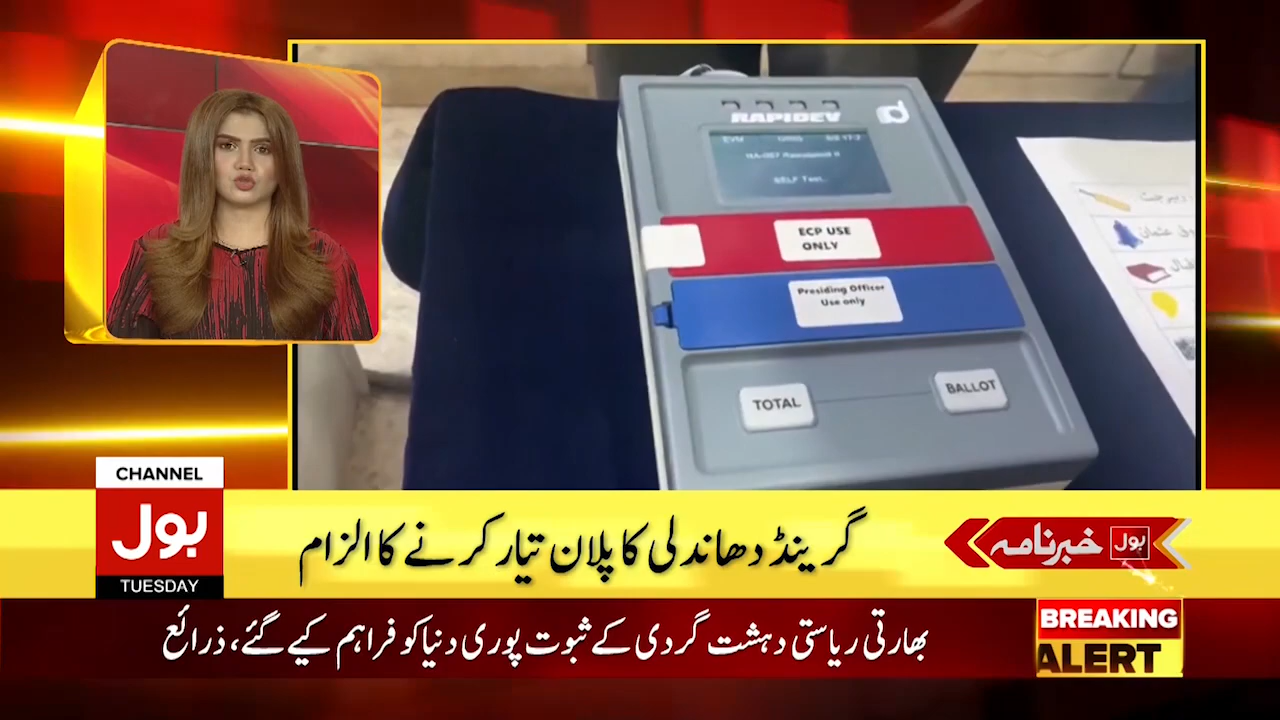 RAPIDEV
SELF Test..
ECP USE
ONLY
Presiding Officer
Use only
TOTAL
BALLOT
CHANNEL
بول
TUESDAY
گرینڈ دھاندلی کا پلان تیار کرنے کا الزام
بول خبرنامہ
بھارتی ریاستی دہشت گردی کے ثبوت پوری دنیا کو فراہم کیے گئے، ذرائع
BREAKING
ALERT